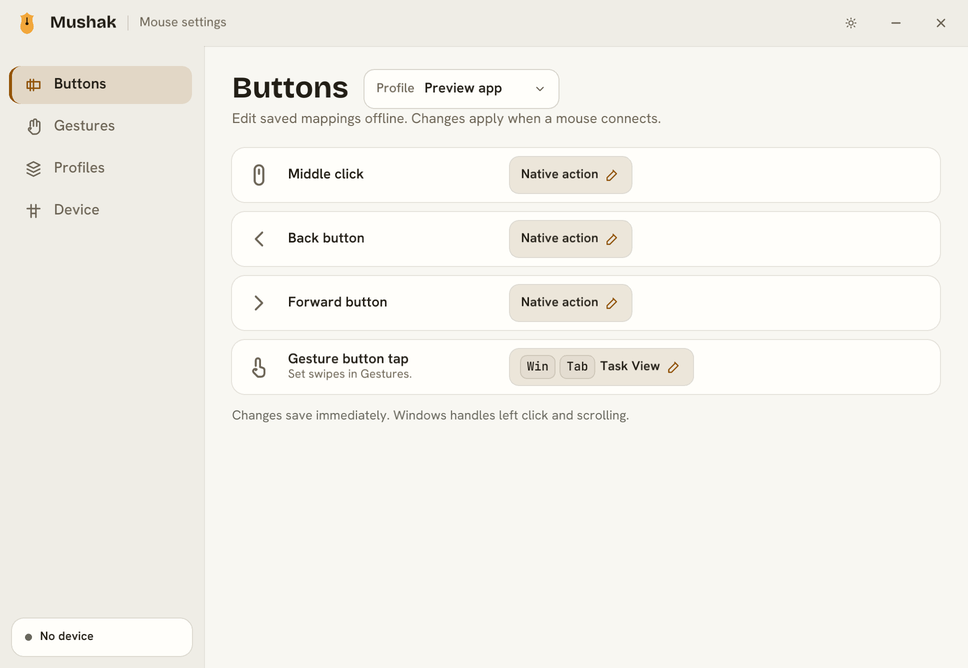 Mushak
Mouse settings
Buttons
Gestures
Profiles
Device
No device
Buttons
Profile Preview app
Edit saved mappings offline. Changes apply when a mouse connects.
Middle click
Native action
Back button
Native action
Forward button
Native action
Gesture button tap
Set swipes in Gestures.
Win Tab Task View
Changes save immediately. Windows handles left click and scrolling.